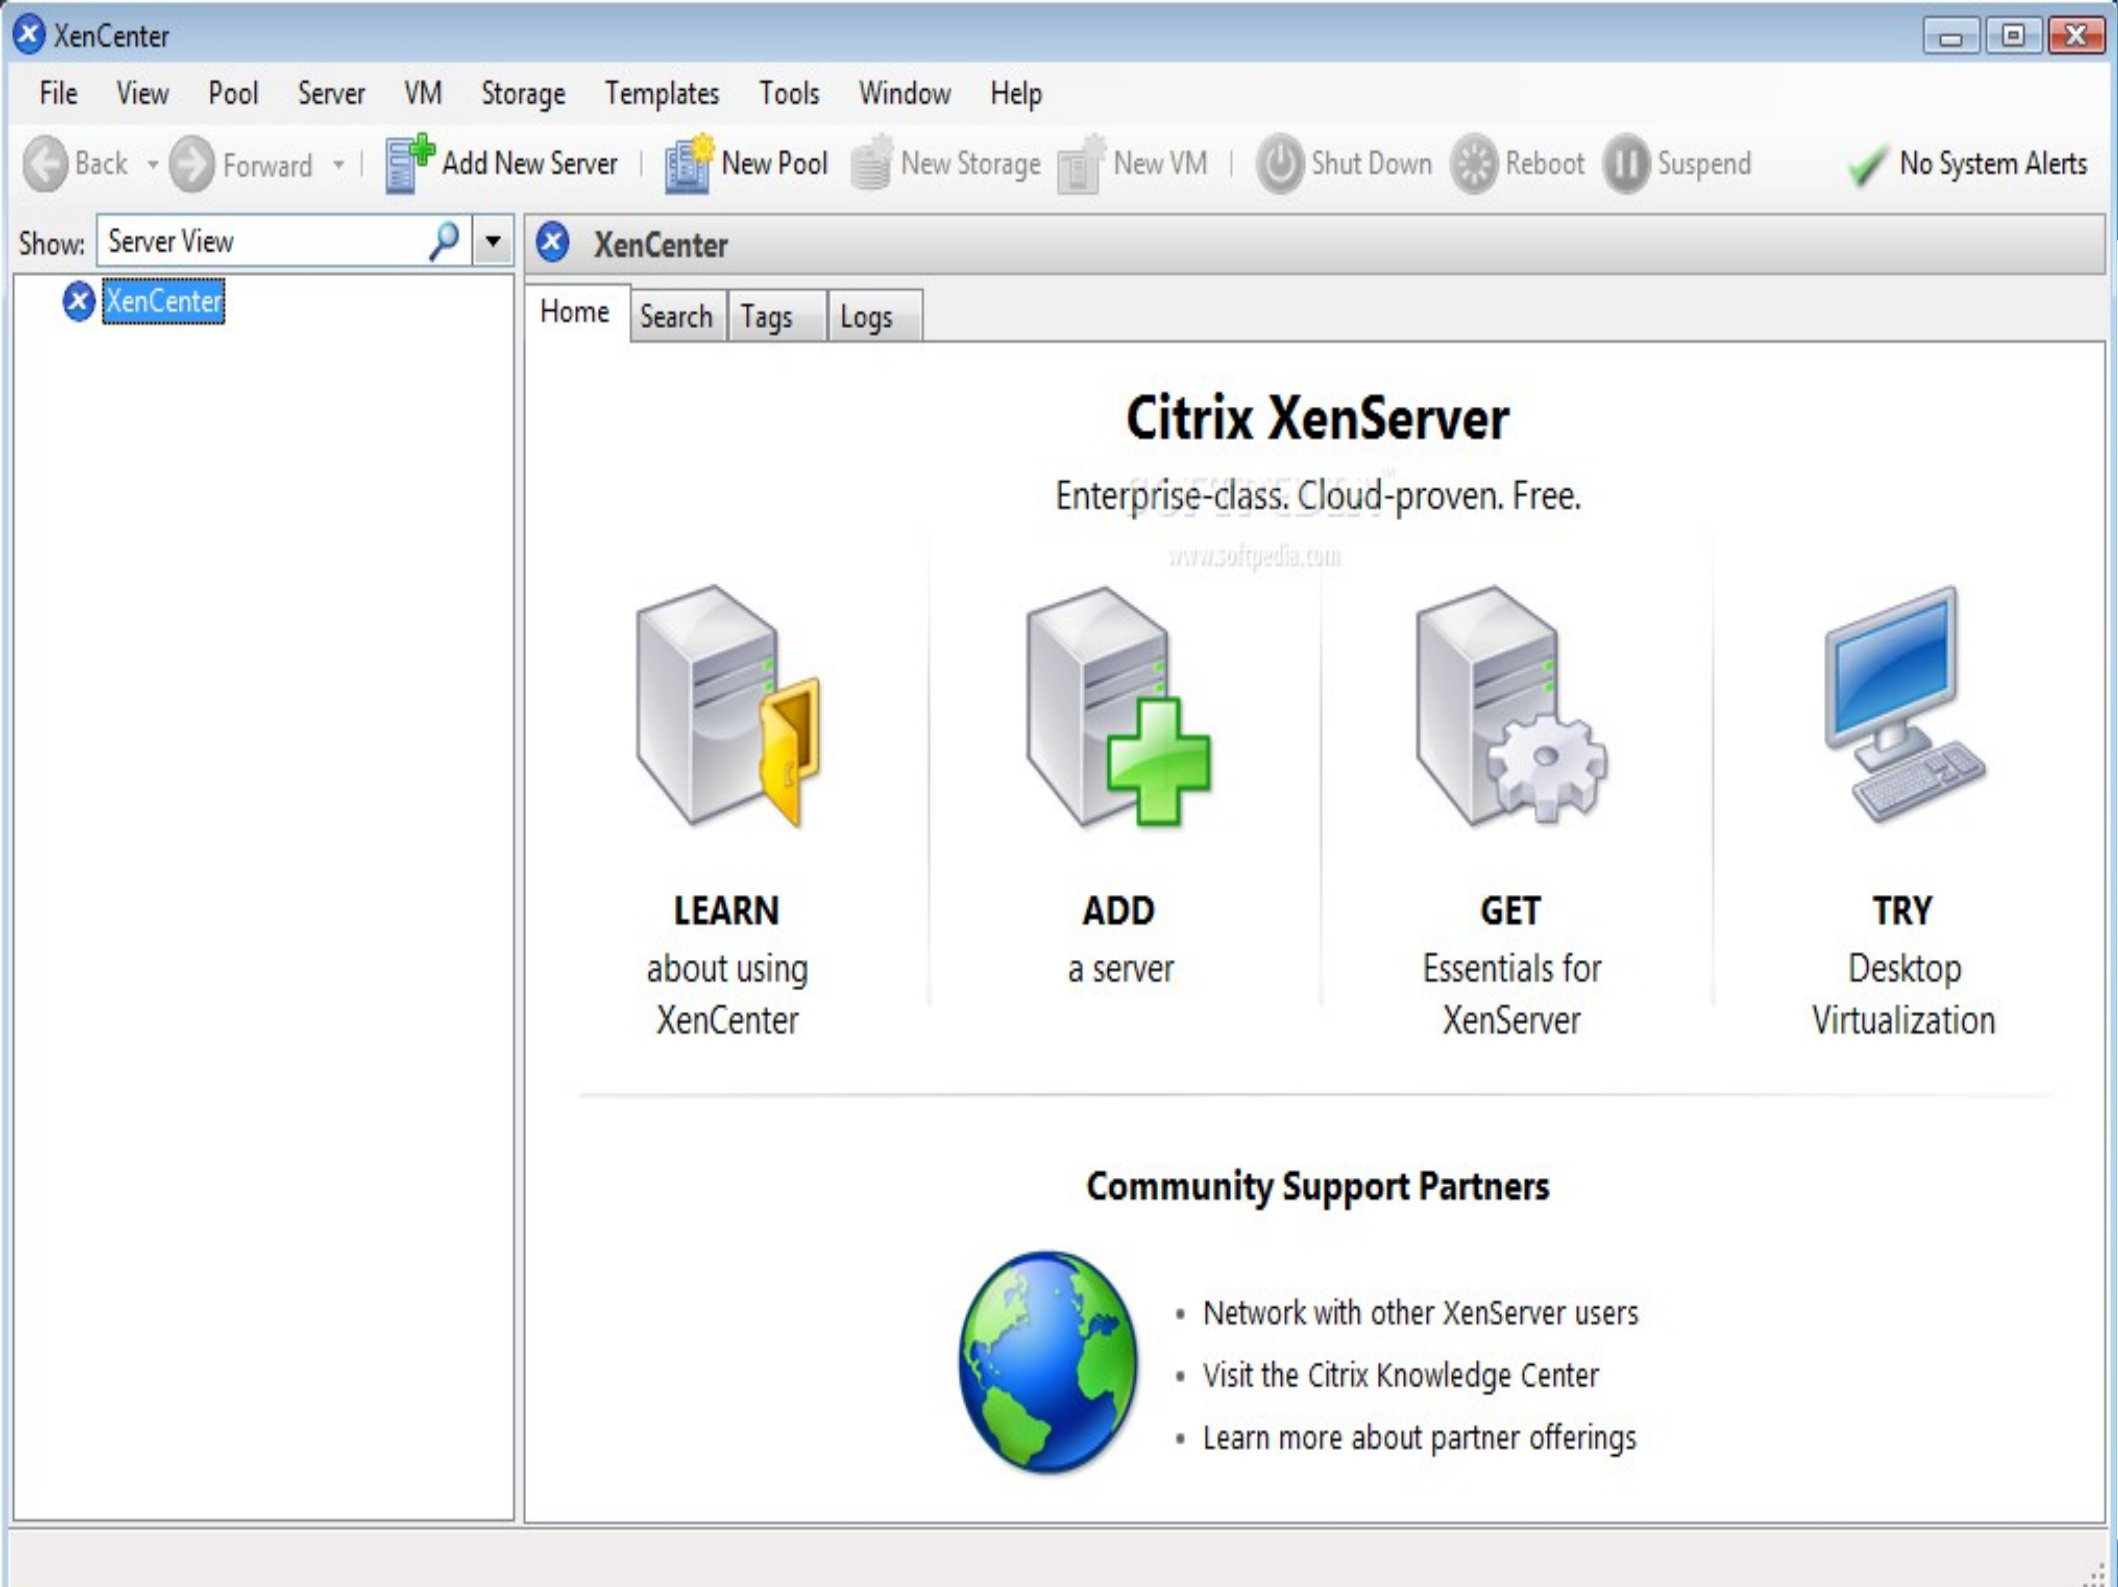 XenCenter
File View Pool Server VM Storage Templates Tools Window Help
Back Forward Add New Server New Pool New Storage New VM Shut Down Reboot Suspend No System Alerts
Show: Server View
XenCenter
XenCenter
Home Search Tags Logs
Citrix XenServer
Enterprise-class. Cloud-proven. Free.
SOFTPEDIA™
www.softpedia.com
LEARN
about using
XenCenter
ADD
a server
GET
Essentials for
XenServer
TRY
Desktop
Virtualization
Community Support Partners
• Network with other XenServer users
• Visit the Citrix Knowledge Center
• Learn more about partner offerings